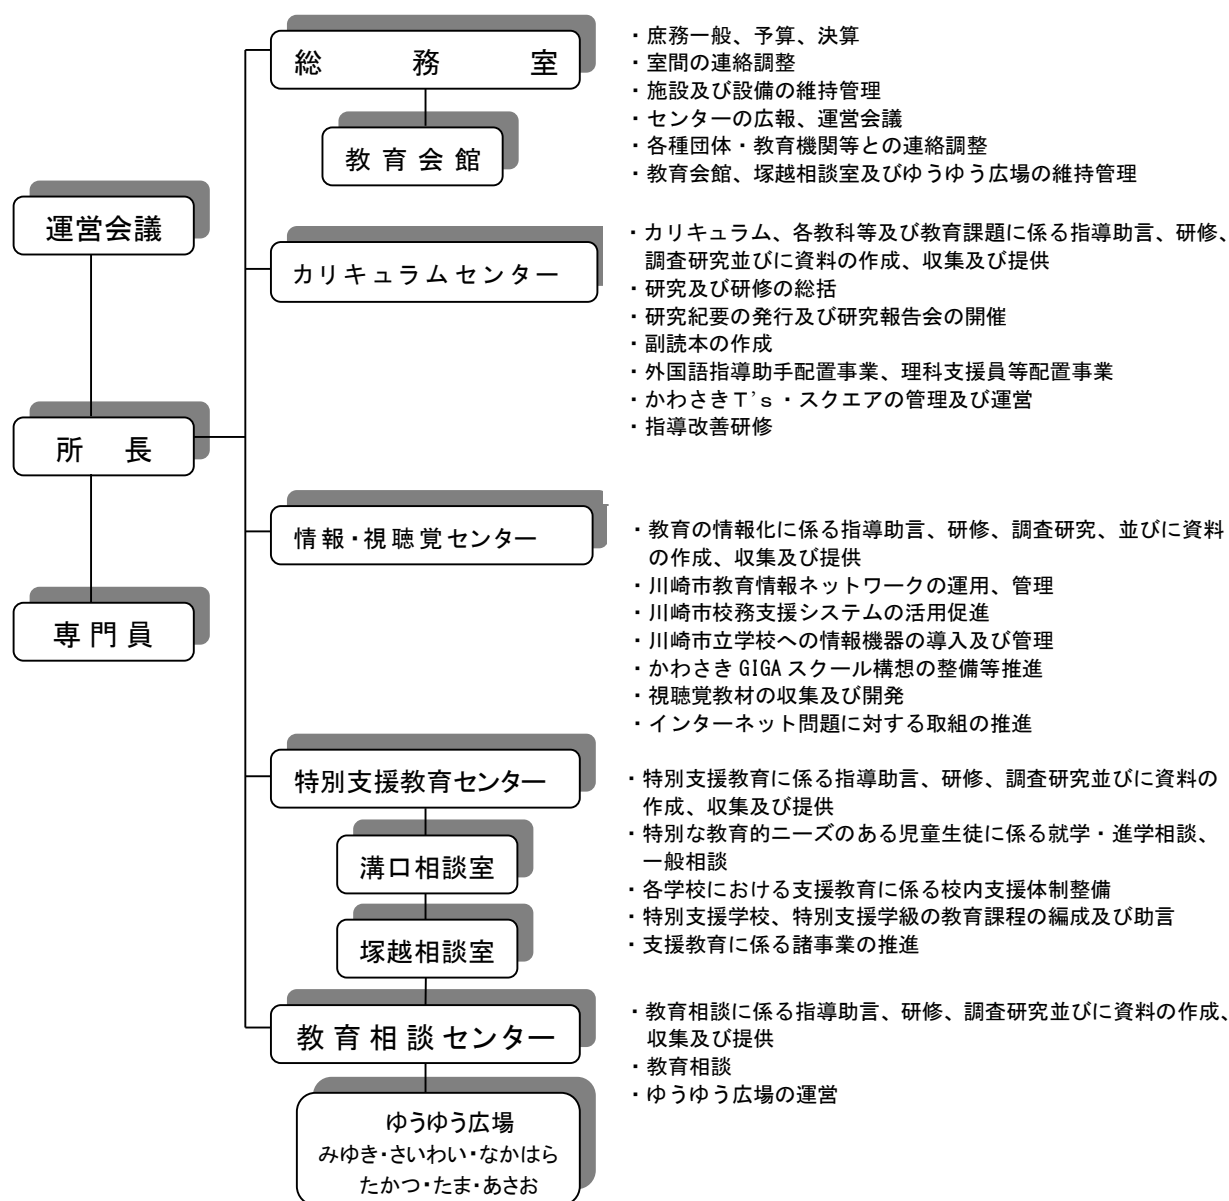 総務室
教育会館
・庶務一般、予算、決算
・室間の連絡調整
・施設及び設備の維持管理
・センターの広報、運営会議
・各種団体・教育機関等との連絡調整
・教育会館、塚越相談室及びゆうゆう広場の維持管理
運営会議
所長
専門員
カリキュラムセンター
・カリキュラム、各教科等及び教育課題に係る指導助言、研修、
調査研究並びに資料の作成、収集及び提供
・研究及び研修の総括
・研究紀要の発行及び研究報告会の開催
・副読本の作成
・外国語指導助手配置事業、理科支援員等配置事業
・かわさきT’s・スクエアの管理及び運営
・指導改善研修
情報・視聴覚センター
・教育の情報化に係る指導助言、研修、調査研究、並びに資料
の作成、収集及び提供
・川崎市教育情報ネットワークの運用、管理
・川崎市校務支援システムの活用促進
・川崎市立学校への情報機器の導入及び管理
・かわさき GIGA スクール構想の整備等推進
・視聴覚教材の収集及び開発
・インターネット問題に対する取組の推進
特別支援教育センター
溝口相談室
塚越相談室
・特別支援教育に係る指導助言、研修、調査研究並びに資料の
作成、収集及び提供
・特別な教育的ニーズのある児童生徒に係る就学・進学相談、
一般相談
・各学校における支援教育に係る校内支援体制整備
・特別支援学校、特別支援学級の教育課程の編成及び助言
・支援教育に係る諸事業の推進
教育相談センター
・教育相談に係る指導助言、研修、調査研究並びに資料の作成、
収集及び提供
・教育相談
・ゆうゆう広場の運営
ゆうゆう広場
みゆき・さいわい・なかはら
たかつ・たま・あさお